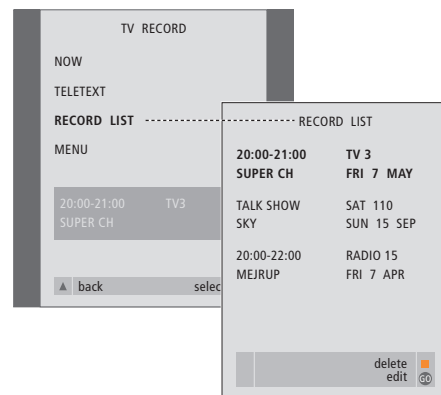 TV RECORD
NOW
TELETEXT
RECORD LIST
MENU
20:00-21:00 TV3
SUPER CH
back selec
RECORD LIST
20:00-21:00 TV 3
SUPER CH FRI 7 MAY
TALK SHOW SAT 110
SKY SUN 15 SEP
20:00-22:00 RADIO 15
MEJRUP FRI 7 APR
delete
edit GO